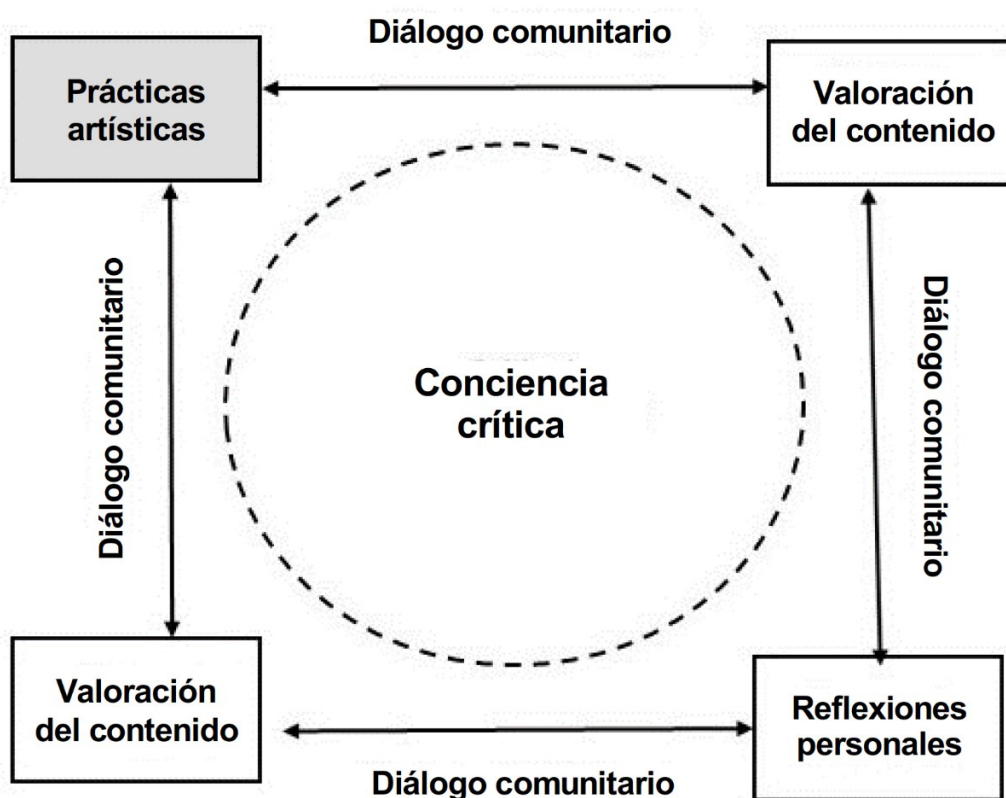 Diálogo comunitario
Prácticas
artísticas
Valoración
del contenido
Diálogo comunitario
Conciencia
crítica
Diálogo comunitario
Valoración
del contenido
Reflexiones
personales
Diálogo comunitario